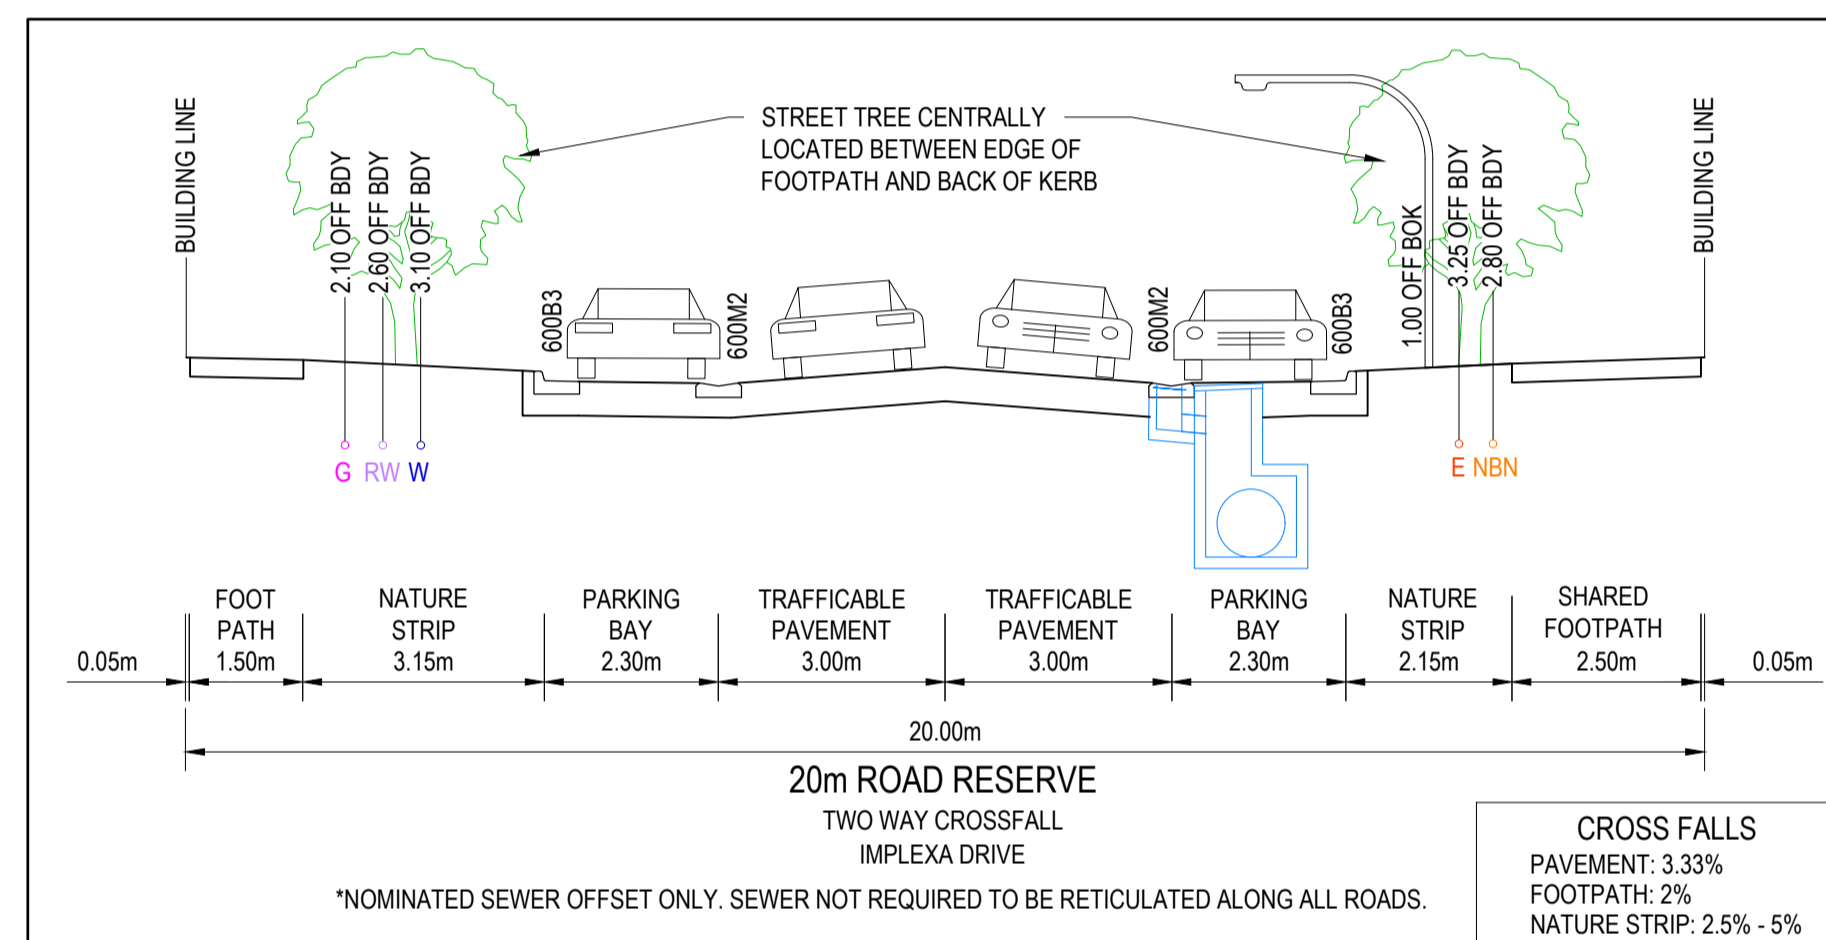 BUILDING LINE
2.10 OFF BDY
2.60 OFF BDY
3.10 OFF BDY
STREET TREE CENTRALLY
LOCATED BETWEEN EDGE OF
FOOTPATH AND BACK OF KERB
1.00 OFF BOK
3.25 OFF BDY
2.80 OFF BDY
BUILDING LINE
600B3
600M2
600M2
600B3
G RW W
E NBN
FOOT
PATH
1.50m
NATURE
STRIP
3.15m
PARKING
BAY
2.30m
TRAFFICABLE
PAVEMENT
3.00m
TRAFFICABLE
PAVEMENT
3.00m
PARKING
BAY
2.30m
NATURE
STRIP
2.15m
SHARED
FOOTPATH
2.50m
0.05m
0.05m
20.00m
20m ROAD RESERVE
TWO WAY CROSSFALL
IMPLEXA DRIVE
*NOMINATED SEWER OFFSET ONLY. SEWER NOT REQUIRED TO BE RETICULATED ALONG ALL ROADS.
CROSS FALLS
PAVEMENT: 3.33%
FOOTPATH: 2%
NATURE STRIP: 2.5% - 5%